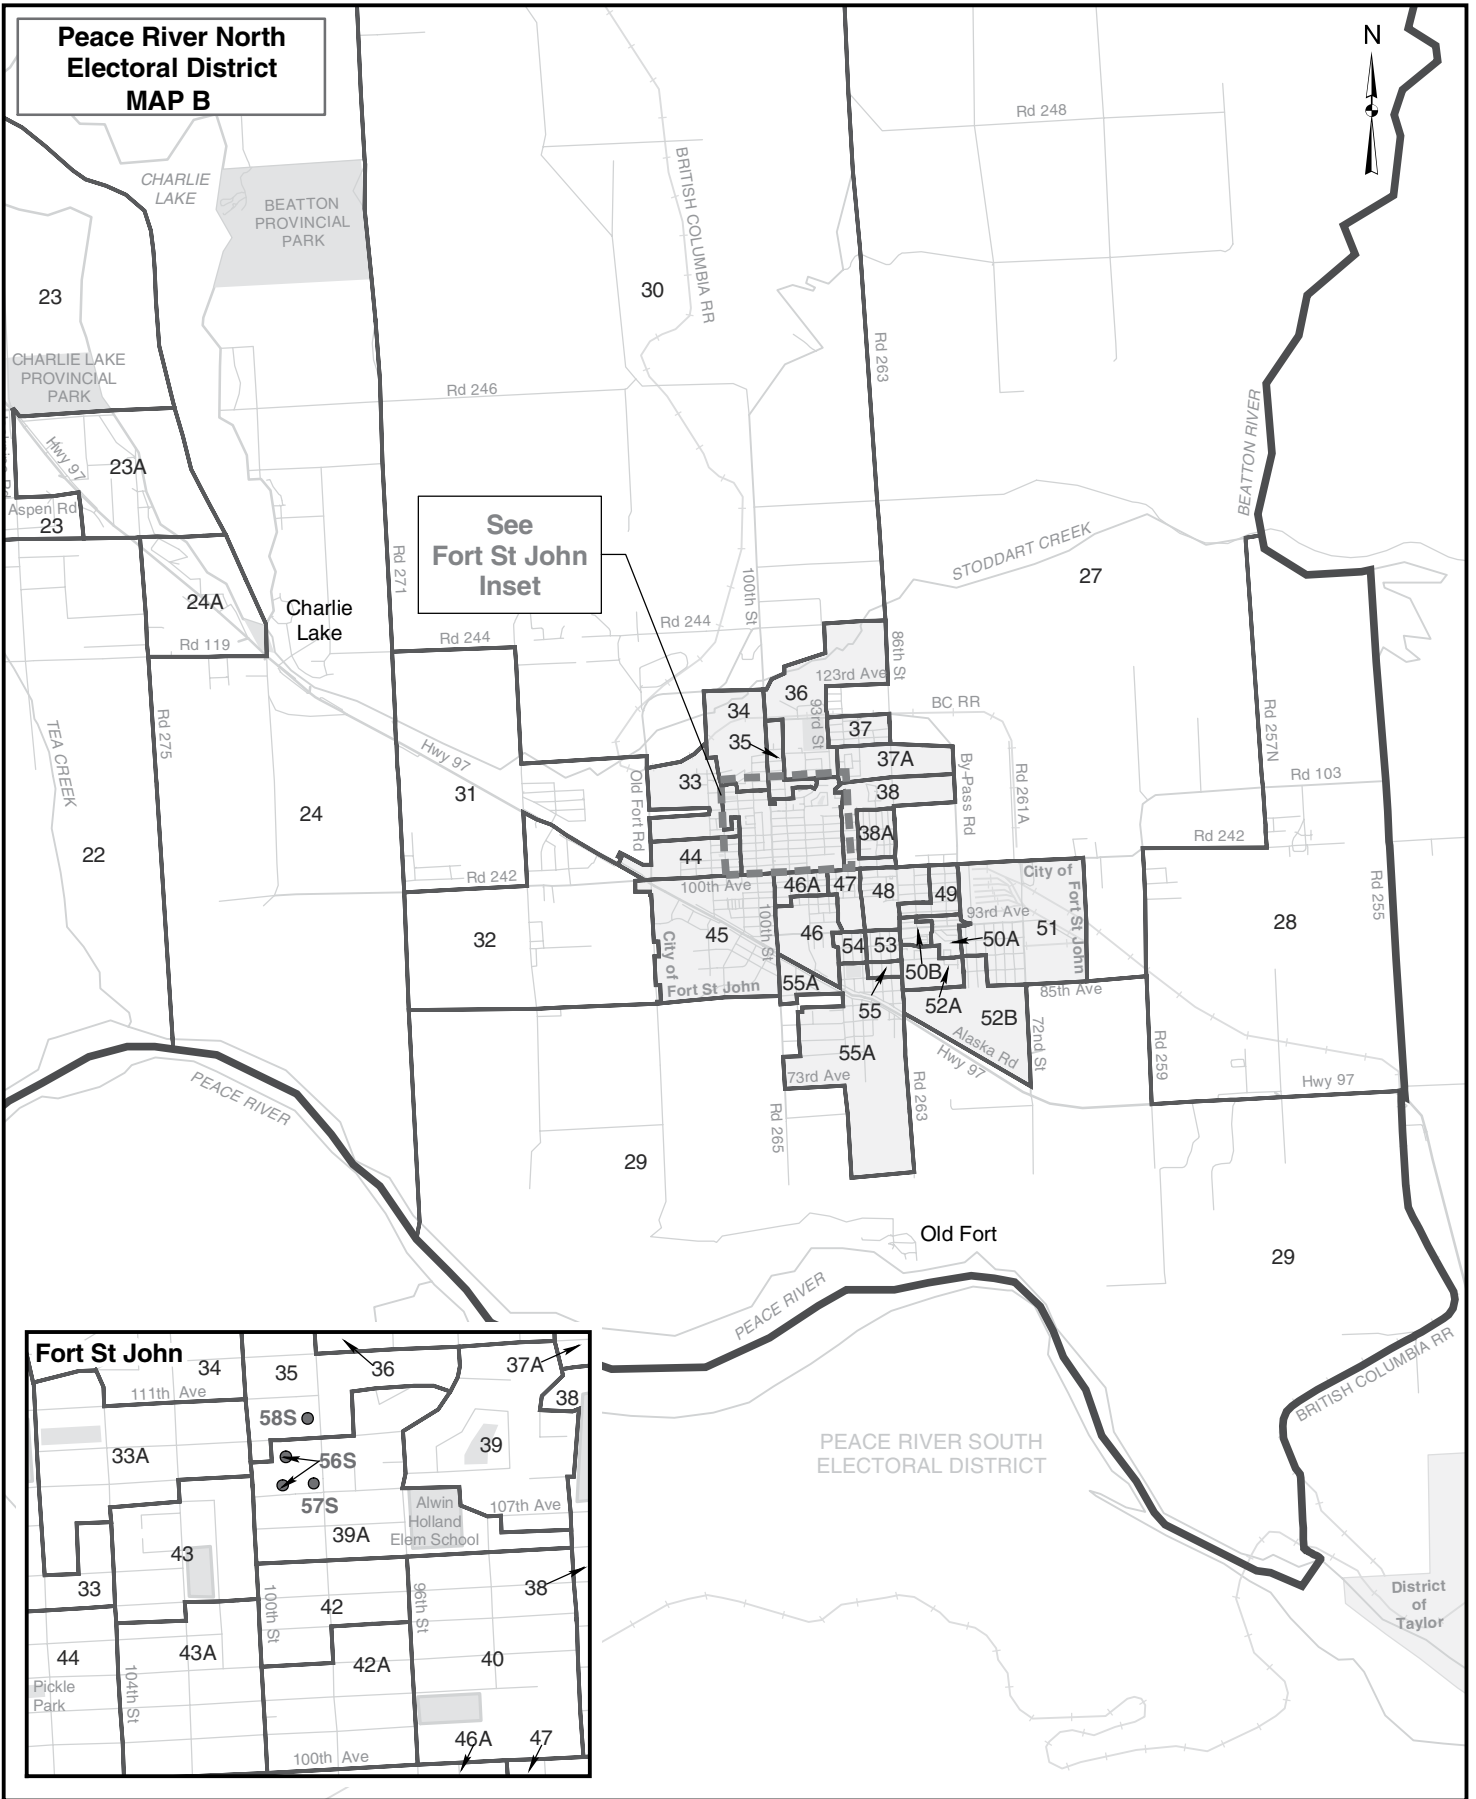 Peace River North
Electoral District
MAP B
N
Rd 248
CHARLIE
LAKE
BEATTON
PROVINCIAL
PARK
BRITISH COLUMBIA RR
23
30
CHARLIE LAKE
PROVINCIAL
PARK
Rd 246
Rd 263
BEATTON RIVER
Hwy 97
23A
Aspen Rd
23
See
Fort St John
Inset
STODDART CREEK
27
Rd 271
100th St
24A
Charlie
Lake
Rd 119
Rd 244
Rd 244
86th St
123rd Ave
36
34
93rd St
BC RR
37
35
37A
TEA CREEK
Rd 275
Hwy 97
Rd 257N
By-Pass Rd
Rd 261A
Rd 103
33
38
31
Old Fort Rd
24
38A
Rd 242
22
44
Rd 242
100th Ave
46A
47
48
49
City of
Fort St John
Rd 255
93rd Ave
28
51
32
45
100th St
46
54
53
50A
City of
Fort St John
50B
55A
52A
85th Ave
55
52B
55A
Alaska Rd
72nd St
Rd 259
Hwy 97
Hwy 97
73rd Ave
Rd 263
PEACE RIVER
Rd 265
29
Old Fort
29
PEACE RIVER
BRITISH COLUMBIA RR
PEACE RIVER SOUTH
ELECTORAL DISTRICT
District
of
Taylor
Fort St John
34
35
36
37A
38
111th Ave
58S
33A
39
56S
57S
107th Ave
Alwin
Holland
Elem School
39A
43
33
38
100th St
42
96th St
44
43A
42A
40
Pickle
Park
104th St
46A
47
100th Ave